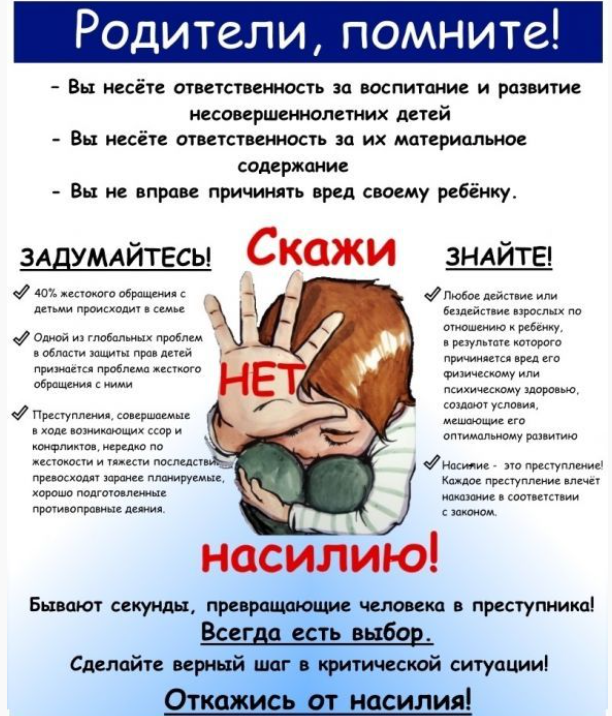 Родители, помните!
- Вы несёте ответственность за воспитание и развитие
несовершеннолетних детей
- Вы несёте ответственность за их материальное
содержание
- Вы не вправе причинять вред своему ребёнку.
ЗАДУМАЙТЕСЬ!
40% жестокого обращения с
детьми происходит в семье
Одной из глобальных проблем
в области защиты прав детей
признаётся проблема жесткого
обращения с ними
Преступления, совершаемые
в ходе возникающих ссор и
конфликтов, нередко по
жестокости и тяжести последстви
превосходят заранее планируемые,
хорошо подготовленные
противоправные деяния.
Скажи
НЕТ
насилию!
ЗНАЙТЕ!
Любое действие или
бездействие взрослых по
отношению к ребёнку,
в результате которого
причиняется вред его
физическому или
психическому здоровью,
создают условия,
мешающие его
оптимальному развитию
Насилие - это преступление!
Каждое преступление влечёт
наказание в соответствии
с законом.
Бывают секунды, превращающие человека в преступника!
Всегда есть выбор.
Сделайте верный шаг в критической ситуации!
Откажись от насилия!